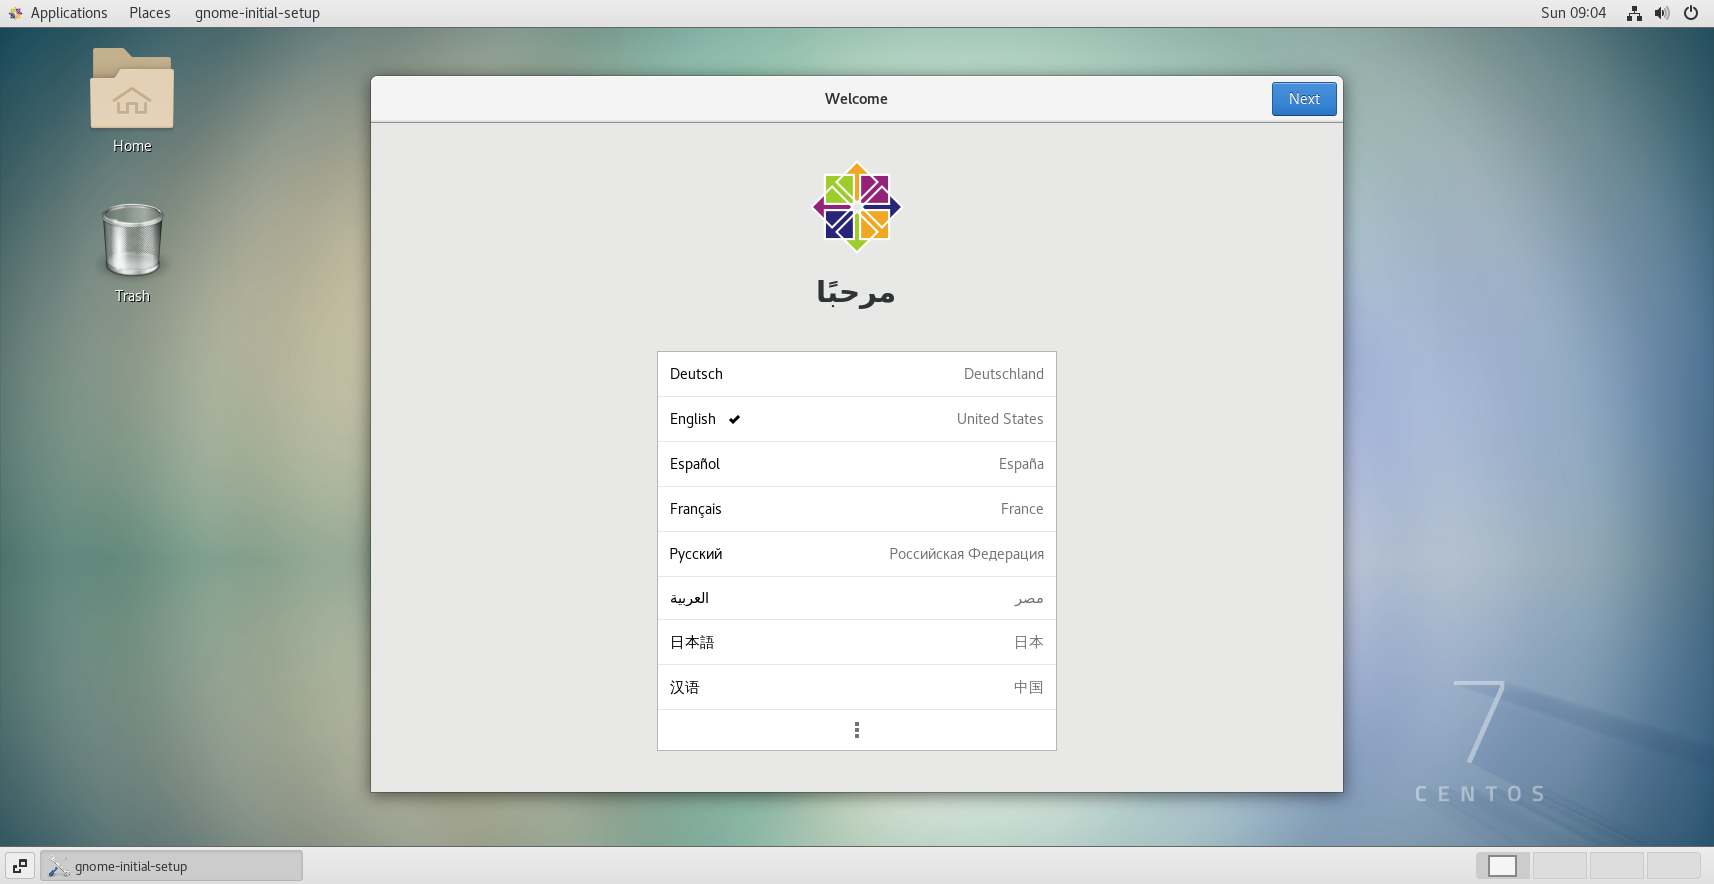 Applications Places gnome-initial-setup Sun 09:04
Home
Trash
Welcome Next
مرحبًا
Deutsch Deutschland
English United States
Español España
Français France
Русский Российская Федерация
العربية مصر
日本語 日本
汉语 中国
7
CENTOS
gnome-initial-setup